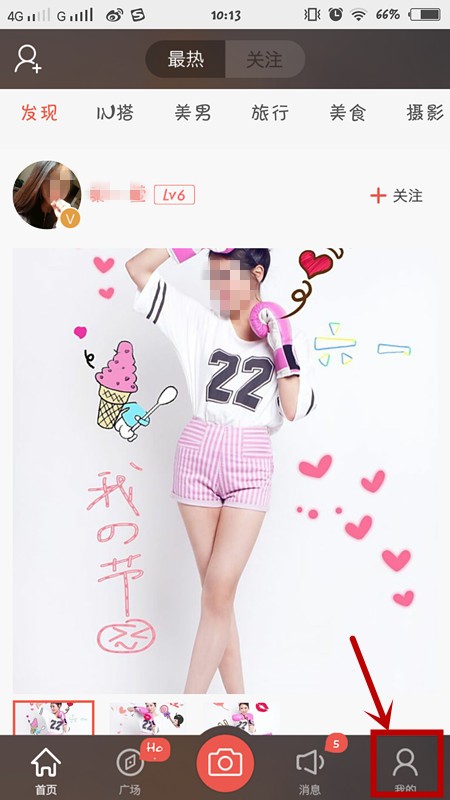 4G G 10:13 66%
最热 关注
发现 IN搭 美男 旅行 美食 摄影
V Lv6 + 关注
22
我の节
首页 广场 Ho! 消息 5 我的